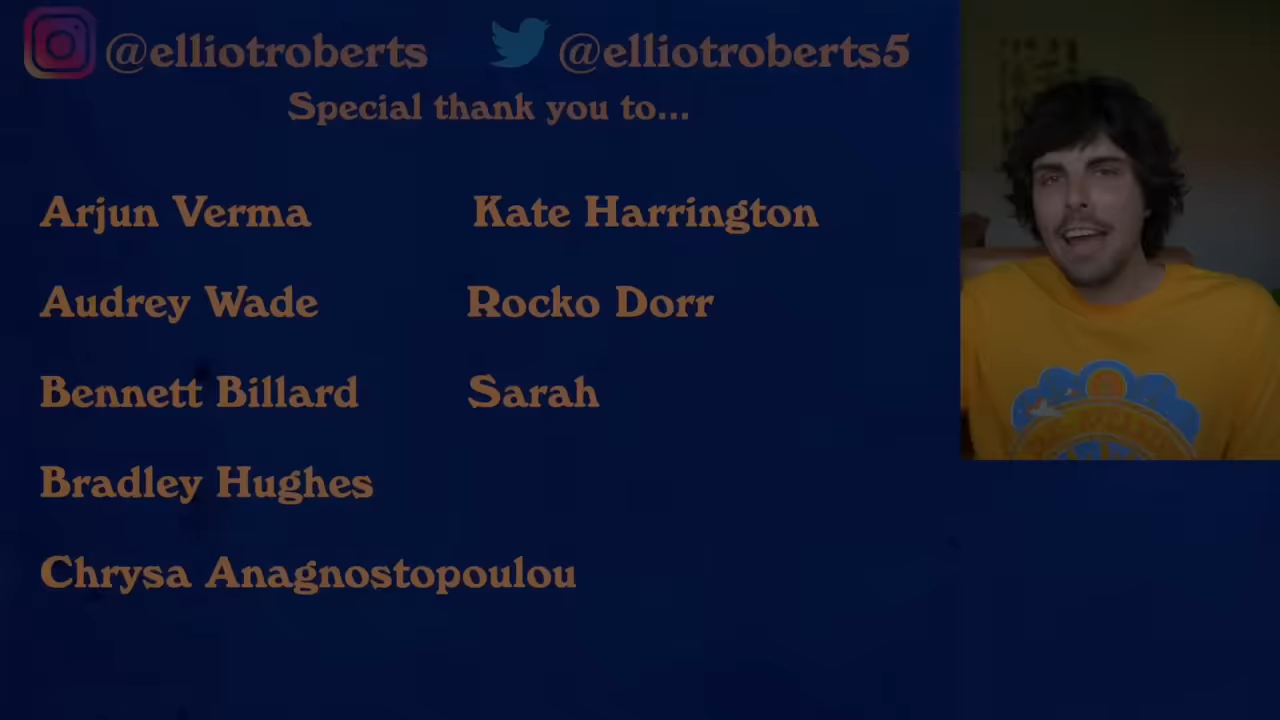 @elliotroberts @elliotroberts5
Special thank you to...
Arjun Verma Kate Harrington
Audrey Wade Rocko Dorr
Bennett Billard Sarah
Bradley Hughes
Chrysa Anagnostopoulou